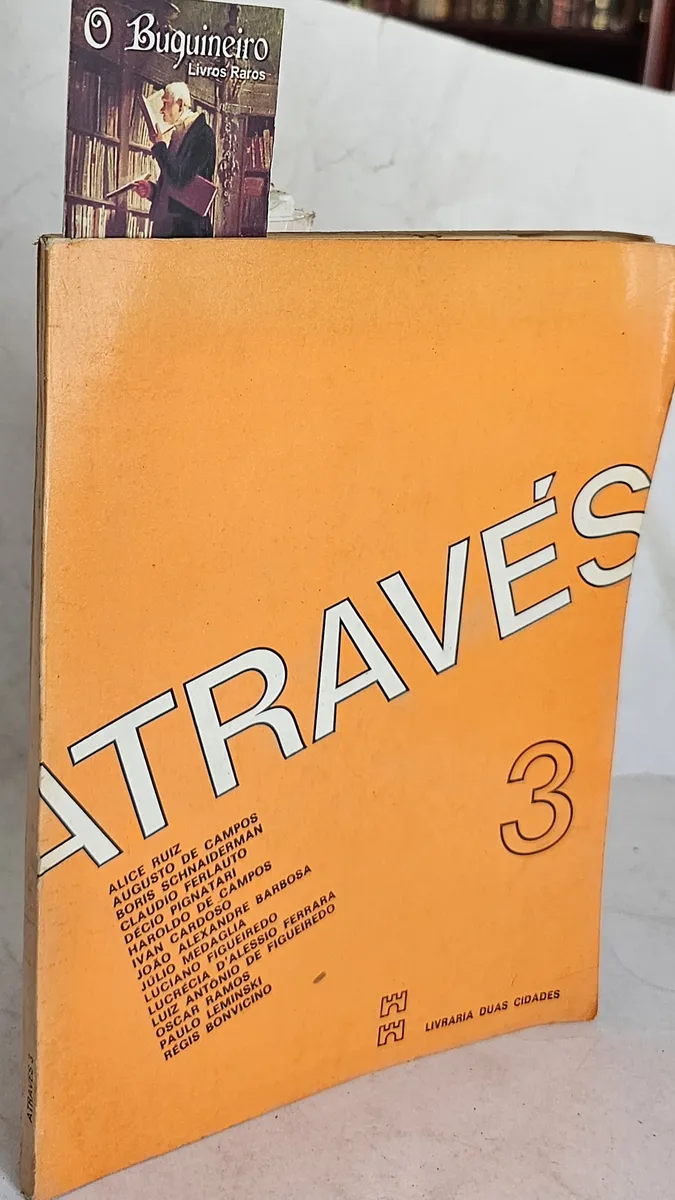 O Buquineiro
Livros Raros
ATRAVÉS
3
ALICE RUIZ
AUGUSTO DE CAMPOS
BORIS SCHNAIDERMAN
CLAUDIO FERLAUTO
DÉCIO PIGNATARI
HAROLDO DE CAMPOS
IVAN CARDOSO
JOÃO ALEXANDRE BARBOSA
JÚLIO MEDAGLIA
LUCIANO FIGUEIREDO
LUCRÉCIA D'ALESSIO FERRARA
LUIZ ANTONIO DE FIGUEIREDO
OSCAR RAMOS
PAULO LEMINSKI
RÉGIS BONVICINO
LIVRARIA DUAS CIDADES
ATRAVÉS 3